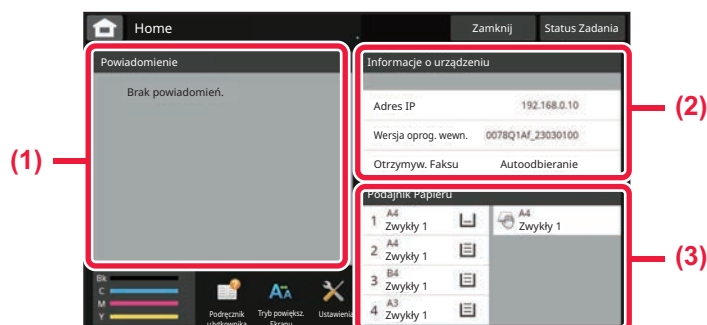 Home
Zamknij
Status Zadania
Powiadomienie
Brak powiadomień.
(1)
Informacje o urządzeniu
Adres IP 192.168.0.10
Wersja oprog. wewn. 0078Q1Af_23030100
Otrzymyw. Faksu Autoodbieranie
(2)
Podajnik Papieru
1 A4
Zwykły 1
A4
Zwykły 1
2 A4
Zwykły 1
3 B4
Zwykły 1
4 A3
Zwykły 1
(3)
Bk
C
M
Y
Podręcznik
użytkownika
Tryb powiększ.
Ekranu
Ustawienia